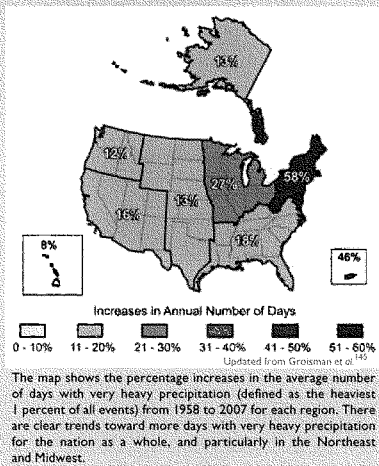 13%
12%
27%
58%
13%
16%
18%
8%
46%
Increases in Annual Number of Days
0 - 10% 11 - 20% 21 - 30% 31 - 40% 41 - 50% 51 - 60%
Updated from Groisman et al. 145
The map shows the percentage increases in the average number
of days with very heavy precipitation (defined as the heaviest
1 percent of all events) from 1958 to 2007 for each region. There
are clear trends toward more days with very heavy precipitation
for the nation as a whole, and particularly in the Northeast
and Midwest.